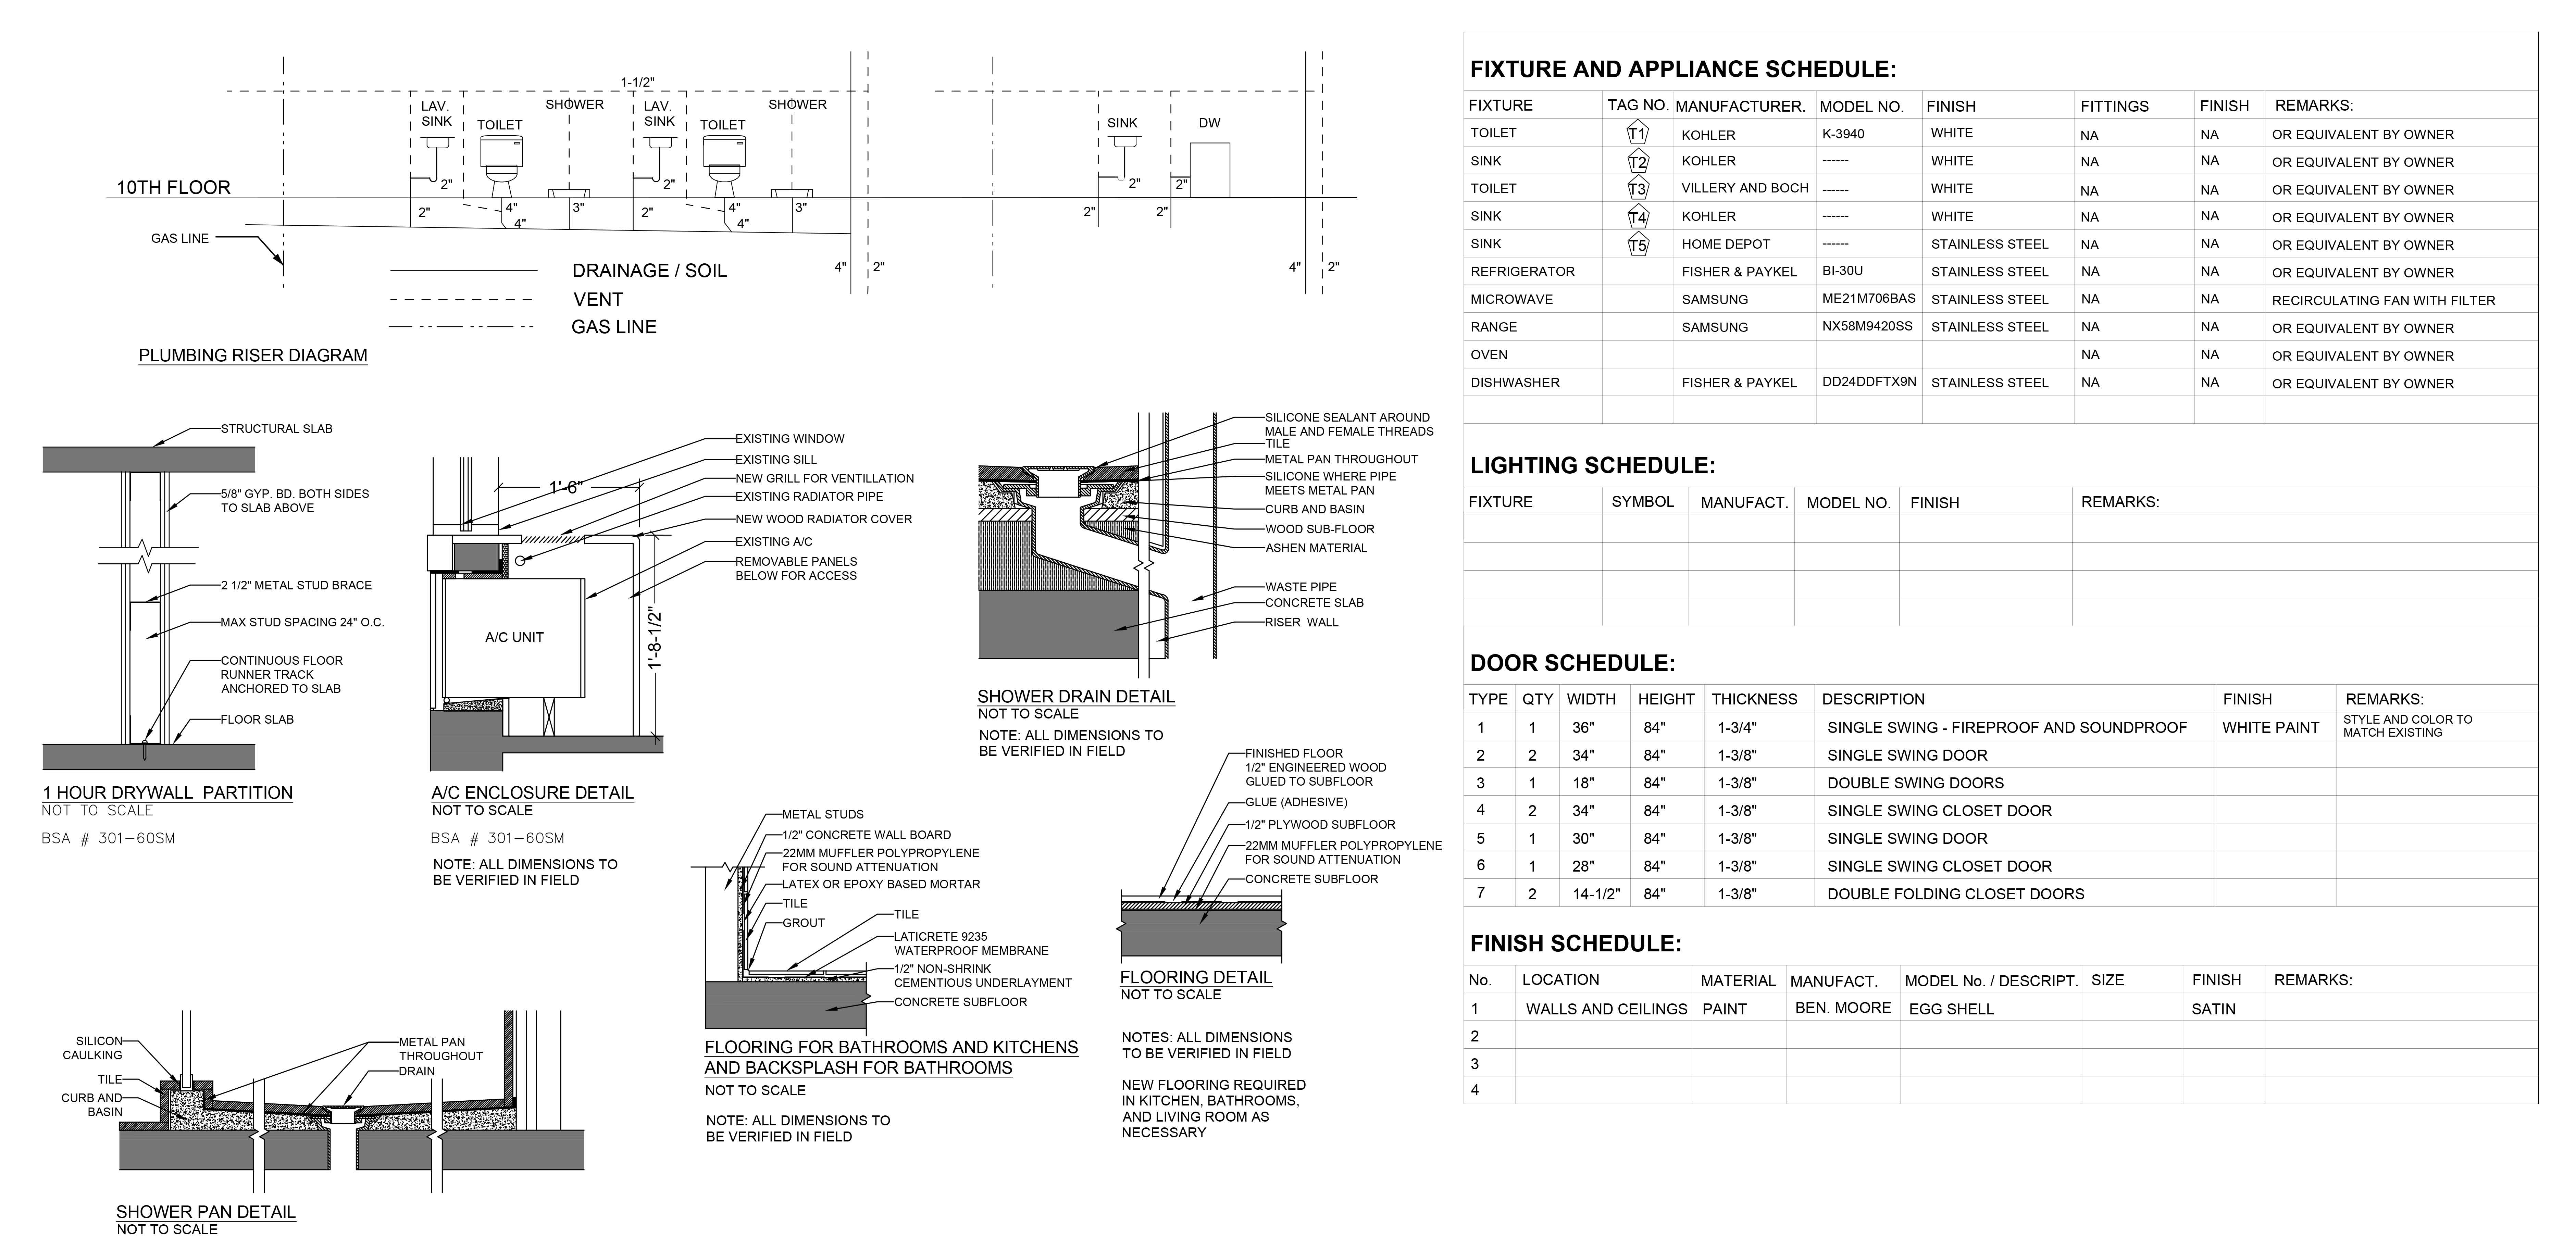 1-1/2"
LAV.
SINK
TOILET
SHOWER
LAV.
SINK
TOILET
SHOWER
SINK
DW
10TH FLOOR
2"
2"
4"
4"
3"
2"
2"
4"
4"
3"
2"
2"
2"
2"
GAS LINE
4"
2"
4"
2"
DRAINAGE / SOIL
VENT
GAS LINE
PLUMBING RISER DIAGRAM
STRUCTURAL SLAB
5/8" GYP. BD. BOTH SIDES
TO SLAB ABOVE
2 1/2" METAL STUD BRACE
MAX STUD SPACING 24" O.C.
CONTINUOUS FLOOR
RUNNER TRACK
ANCHORED TO SLAB
FLOOR SLAB
1 HOUR DRYWALL PARTITION
NOT TO SCALE
BSA # 301-60SM
EXISTING WINDOW
EXISTING SILL
NEW GRILL FOR VENTILATION
EXISTING RADIATOR PIPE
NEW WOOD RADIATOR COVER
EXISTING A/C
REMOVABLE PANELS
BELOW FOR ACCESS
1'-6"
1'-8-1/2"
A/C UNIT
A/C ENCLOSURE DETAIL
NOT TO SCALE
BSA # 301-60SM
NOTE: ALL DIMENSIONS TO
BE VERIFIED IN FIELD
SILICONE SEALANT AROUND
MALE AND FEMALE THREADS
TILE
METAL PAN THROUGHOUT
SILICONE WHERE PIPE
MEETS METAL PAN
CURB AND BASIN
WOOD SUB-FLOOR
ASHEN MATERIAL
WASTE PIPE
CONCRETE SLAB
RISER WALL
SHOWER DRAIN DETAIL
NOT TO SCALE
NOTE: ALL DIMENSIONS TO
BE VERIFIED IN FIELD
METAL STUDS
1/2" CONCRETE WALL BOARD
22MM MUFFLER POLYPROPYLENE
FOR SOUND ATTENUATION
LATEX OR EPOXY BASED MORTAR
TILE
GROUT
TILE
LATICRETE 9235
WATERPROOF MEMBRANE
1/2" NON-SHRINK
CEMENTIOUS UNDERLAYMENT
CONCRETE SUBFLOOR
FLOORING FOR BATHROOMS AND KITCHENS
AND BACKSPLASH FOR BATHROOMS
NOT TO SCALE
NOTE: ALL DIMENSIONS TO
BE VERIFIED IN FIELD
FINISHED FLOOR
1/2" ENGINEERED WOOD
GLUED TO SUBFLOOR
GLUE (ADHESIVE)
1/2" PLYWOOD SUBFLOOR
22MM MUFFLER POLYPROPYLENE
FOR SOUND ATTENUATION
CONCRETE SUBFLOOR
FLOORING DETAIL
NOT TO SCALE
NOTES: ALL DIMENSIONS
TO BE VERIFIED IN FIELD
NEW FLOORING REQUIRED
IN KITCHEN, BATHROOMS,
AND LIVING ROOM AS
NECESSARY
SILICON
CAULKING
TILE
CURB AND
BASIN
METAL PAN
THROUGHOUT
DRAIN
SHOWER PAN DETAIL
NOT TO SCALE
FIXTURE AND APPLIANCE SCHEDULE:
FIXTURE TAG NO. MANUFACTURER. MODEL NO. FINISH FITTINGS FINISH REMARKS:
TOILET T1 KOHLER K-3940 WHITE NA NA OR EQUIVALENT BY OWNER
SINK T2 KOHLER ------ WHITE NA NA OR EQUIVALENT BY OWNER
TOILET T3 VILLERY AND BOCH ------ WHITE NA NA OR EQUIVALENT BY OWNER
SINK T4 KOHLER ------ WHITE NA NA OR EQUIVALENT BY OWNER
SINK T5 HOME DEPOT ------ STAINLESS STEEL NA NA OR EQUIVALENT BY OWNER
REFRIGERATOR FISHER & PAYKEL BI-30U STAINLESS STEEL NA NA OR EQUIVALENT BY OWNER
MICROWAVE SAMSUNG ME21M706BAS STAINLESS STEEL NA NA RECIRCULATING FAN WITH FILTER
RANGE SAMSUNG NX58M9420SS STAINLESS STEEL NA NA OR EQUIVALENT BY OWNER
OVEN NA NA OR EQUIVALENT BY OWNER
DISHWASHER FISHER & PAYKEL DD24DDFTX9N STAINLESS STEEL NA NA OR EQUIVALENT BY OWNER
LIGHTING SCHEDULE:
FIXTURE SYMBOL MANUFACT. MODEL NO. FINISH REMARKS:
DOOR SCHEDULE:
TYPE QTY WIDTH HEIGHT THICKNESS DESCRIPTION FINISH REMARKS:
1 1 36" 84" 1-3/4" SINGLE SWING - FIREPROOF AND SOUNDPROOF WHITE PAINT STYLE AND COLOR TO
MATCH EXISTING
2 2 34" 84" 1-3/8" SINGLE SWING DOOR
3 1 18" 84" 1-3/8" DOUBLE SWING DOORS
4 2 34" 84" 1-3/8" SINGLE SWING CLOSET DOOR
5 1 30" 84" 1-3/8" SINGLE SWING DOOR
6 1 28" 84" 1-3/8" SINGLE SWING CLOSET DOOR
7 2 14-1/2" 84" 1-3/8" DOUBLE FOLDING CLOSET DOORS
FINISH SCHEDULE:
No. LOCATION MATERIAL MANUFACT. MODEL No. / DESCRIPT. SIZE FINISH REMARKS:
1 WALLS AND CEILINGS PAINT BEN. MOORE EGG SHELL SATIN
2
3
4